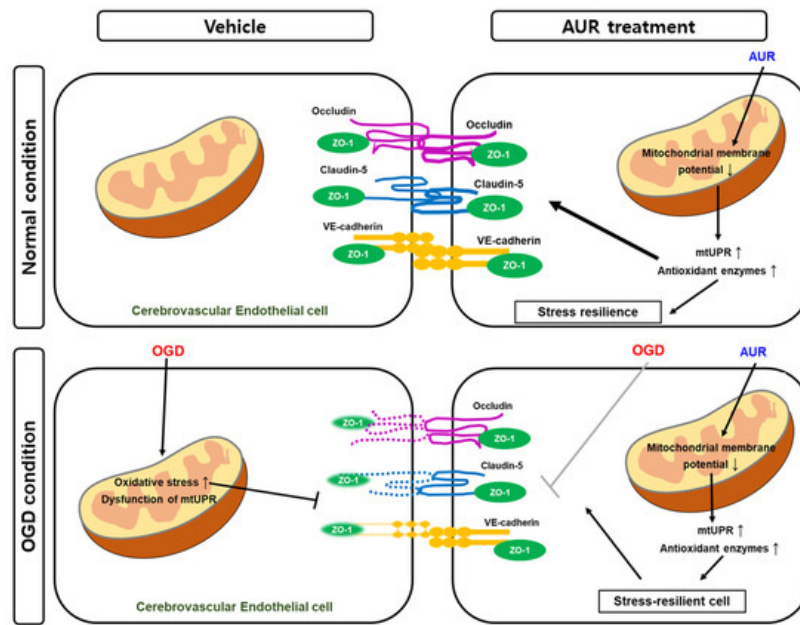 Vehicle
AUR treatment
Normal condition
AUR
Occludin
Occludin
ZO-1
ZO-1
Mitochondrial membrane
potential ↓
Claudin-5
Claudin-5
ZO-1
ZO-1
VE-cadherin
VE-cadherin
ZO-1
ZO-1
mtUPR ↑
Antioxidant enzymes ↑
Cerebrovascular Endothelial cell
Stress resilience
OGD condition
OGD
OGD
AUR
Occludin
ZO-1
ZO-1
Mitochondrial membrane
potential ↓
Oxidative stress ↑
Dysfunction of mtUPR
Claudin-5
ZO-1
ZO-1
VE-cadherin
ZO-1
ZO-1
mtUPR ↑
Antioxidant enzymes ↑
Cerebrovascular Endothelial cell
Stress-resilient cell